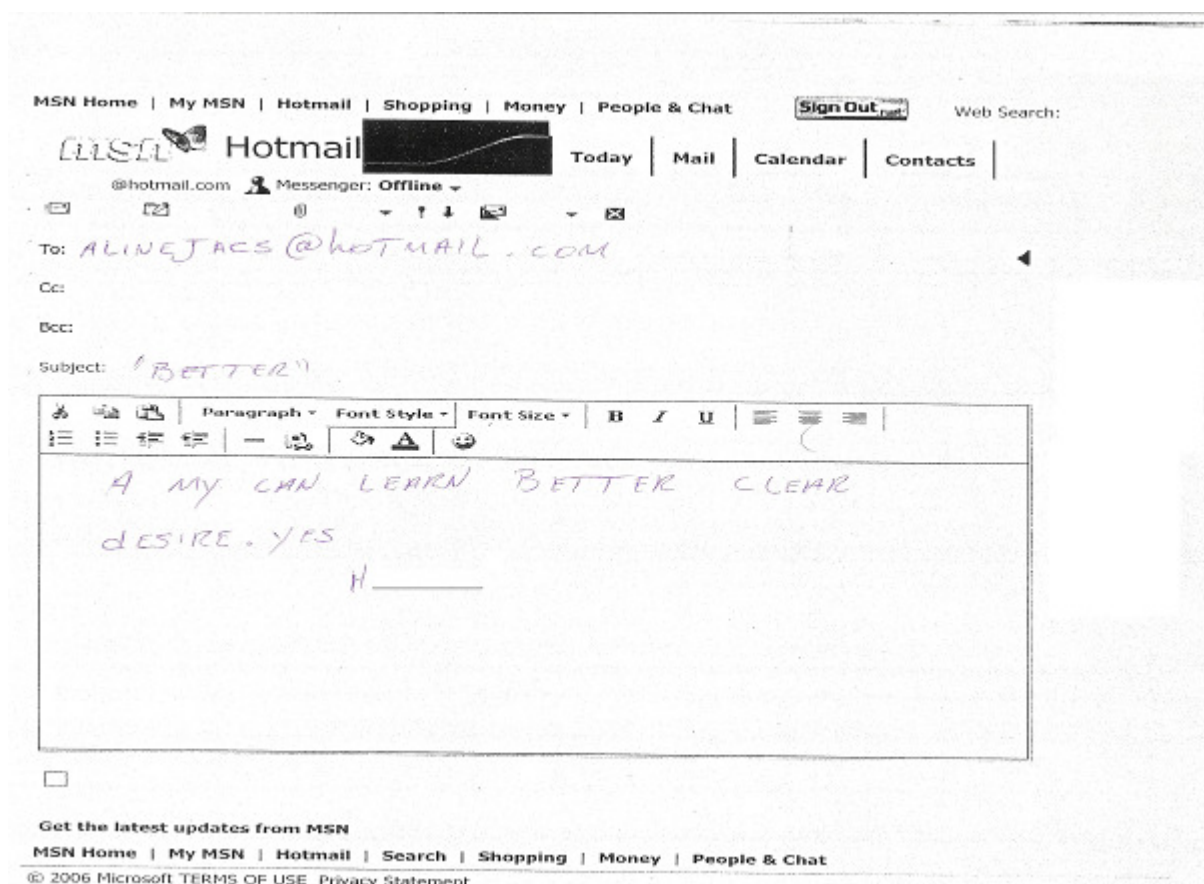 MSN Home | My MSN | Hotmail | Shopping | Money | People & Chat Sign Out .net Web Search:
msn Hotmail Today Mail Calendar Contacts
@hotmail.com Messenger: Offline
To: ALINEJACS@hOTMAIL.COM
Cc:
Bcc:
Subject: "BETTER"
Paragraph Font Style Font Size B I U
A
A MY CAN LEARN BETTER CLEAR
dESIRE. YES
H
Get the latest updates from MSN
MSN Home | My MSN | Hotmail | Search | Shopping | Money | People & Chat
© 2006 Microsoft TERMS OF USE Privacy Statement